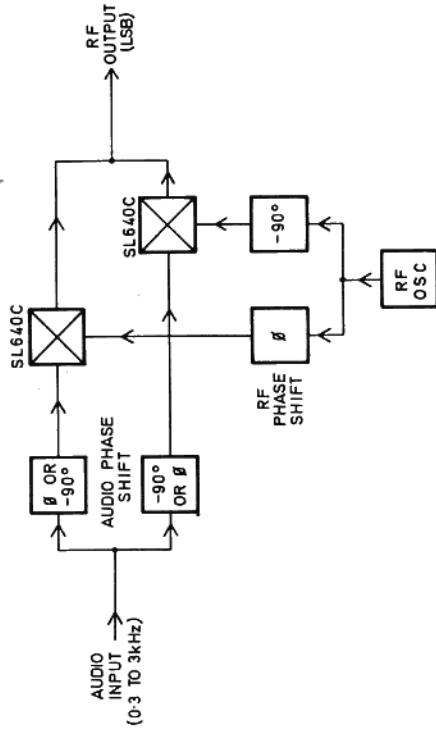 AUDIO
INPUT
(0·3 TO 3kHz)
Ø OR
-90°
AUDIO PHASE
SHIFT
-90°
OR Ø
SL640C
SL640C
RF
OUTPUT
(LSB)
Ø
-90°
RF
PHASE
SHIFT
RF
OSC